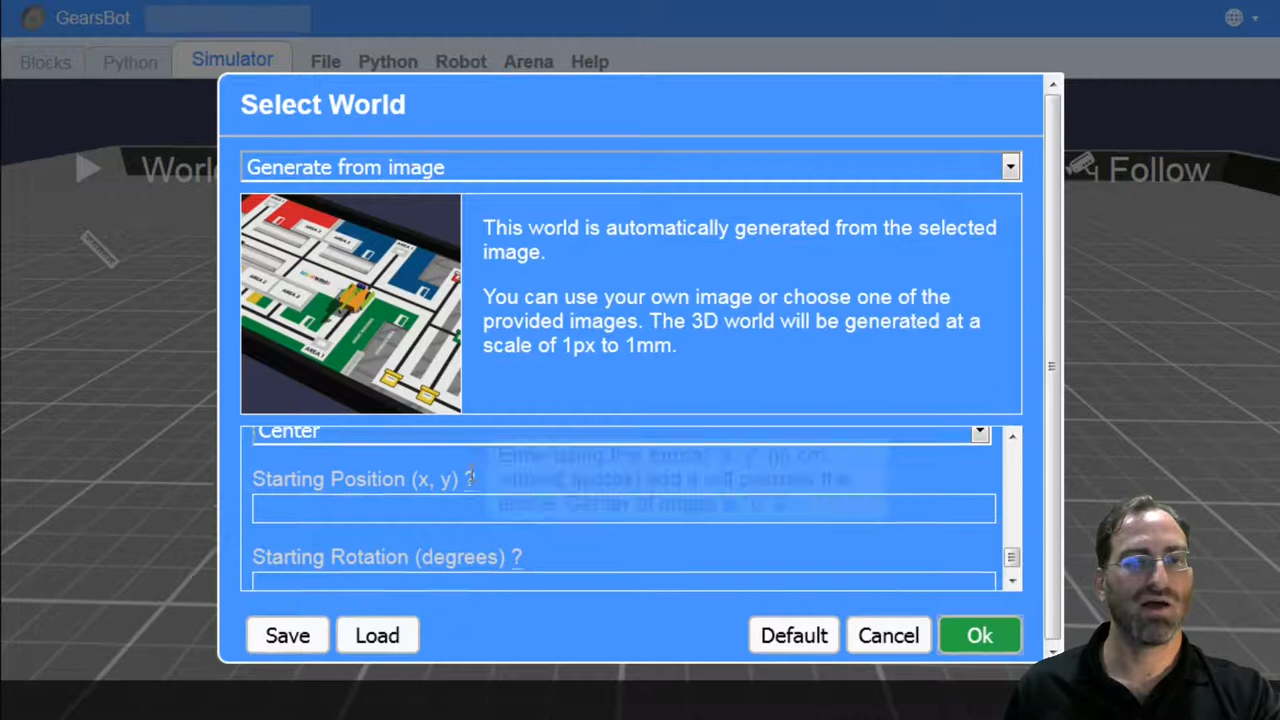 GearsBot
Blocks Python Simulator File Python Robot Arena Help
Select World
Worl
Follow
Generate from image
This world is automatically generated from the selected
image.
You can use your own image or choose one of the
provided images. The 3D world will be generated at a
scale of 1px to 1mm.
Center
Starting Position (x, y) ?
Starting Rotation (degrees) ?
Save Load Default Cancel Ok